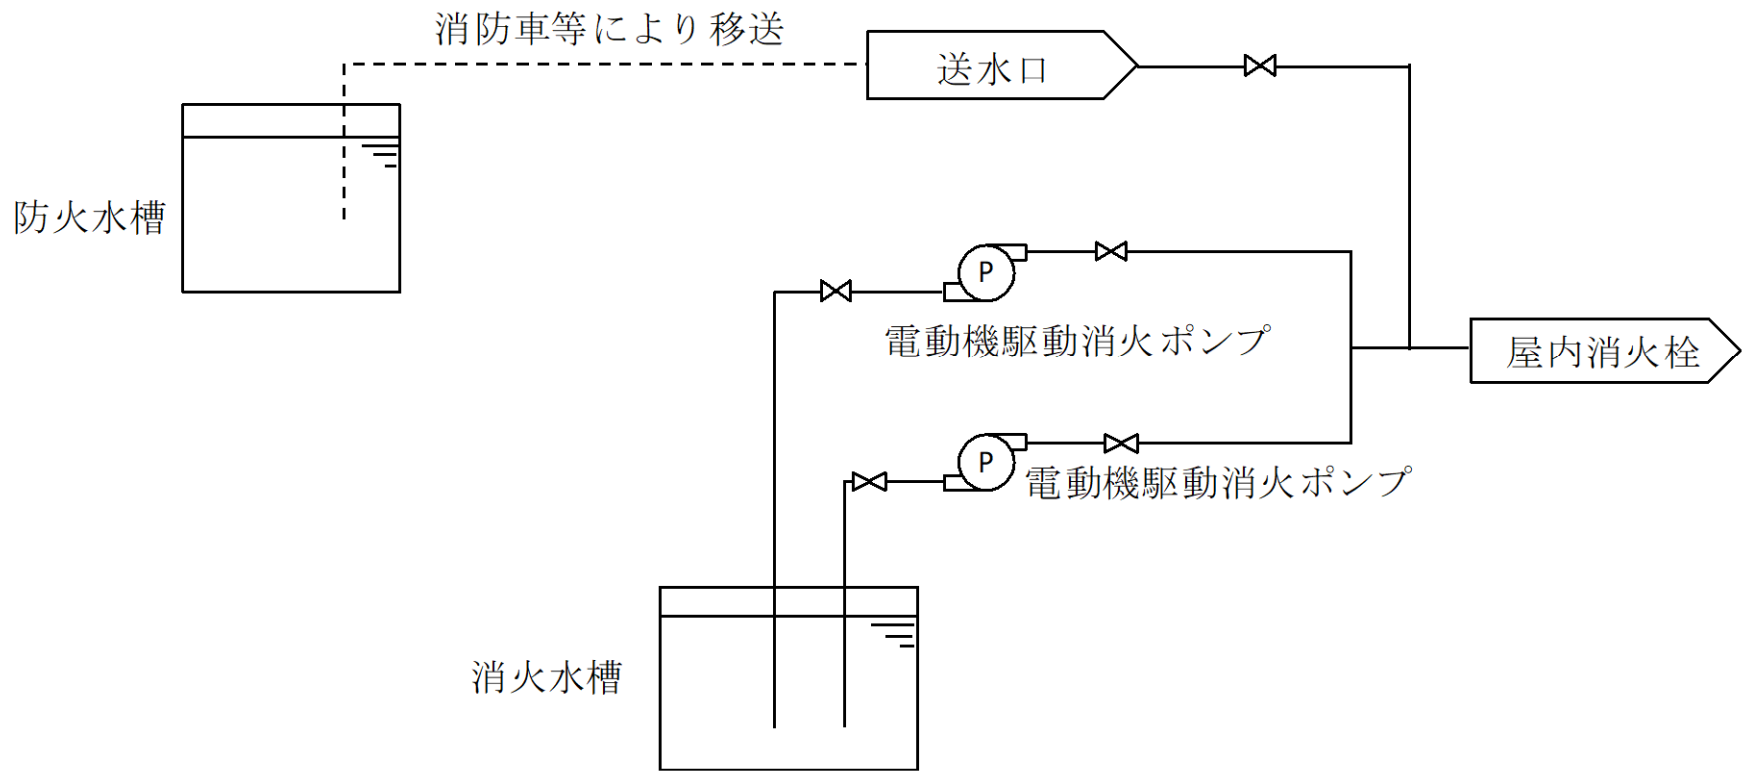 消防車等により移送
送水口
防火水槽
P
電動機駆動消火ポンプ
屋内消火栓
P
電動機駆動消火ポンプ
消火水槽